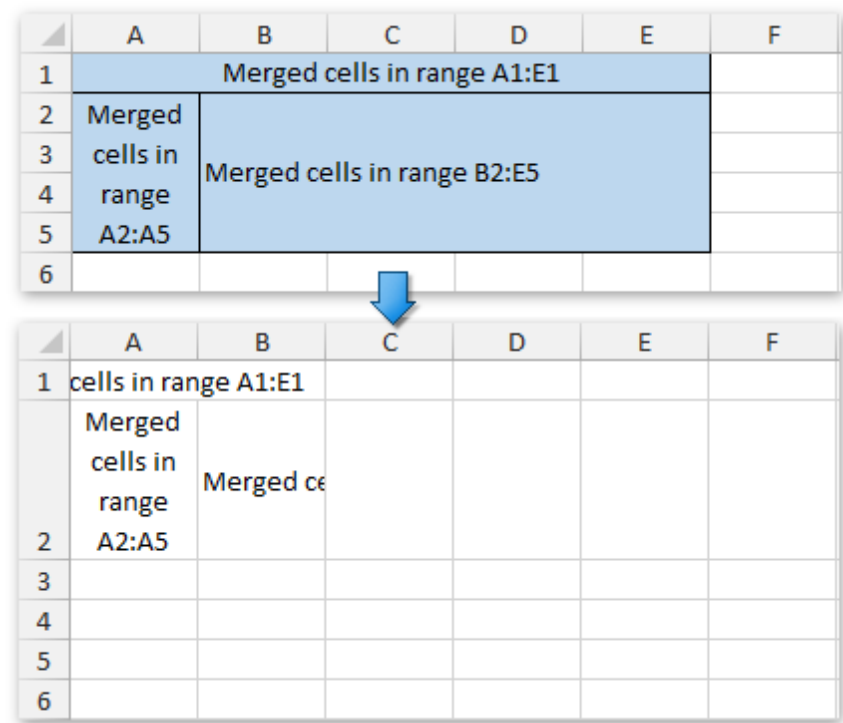 A B C D E F
1 Merged cells in range A1:E1
2 Merged
3 cells in
Merged cells in range B2:E5
4 range
5 A2:A5
6
A B C D E F
1 cells in range A1:E1
Merged
cells in
Merged ce
range
2 A2:A5
3
4
5
6